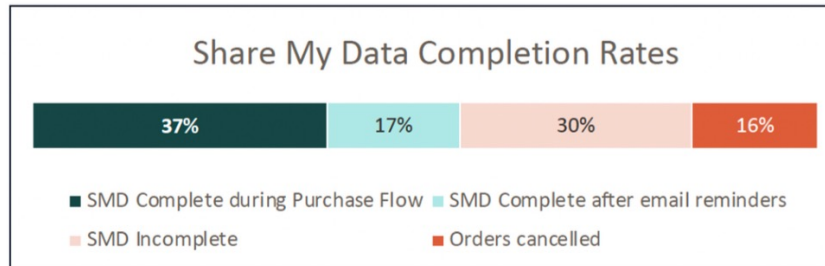 Share My Data Completion Rates
37% 17% 30% 16%
SMD Complete during Purchase Flow SMD Complete after email reminders
SMD Incomplete Orders cancelled